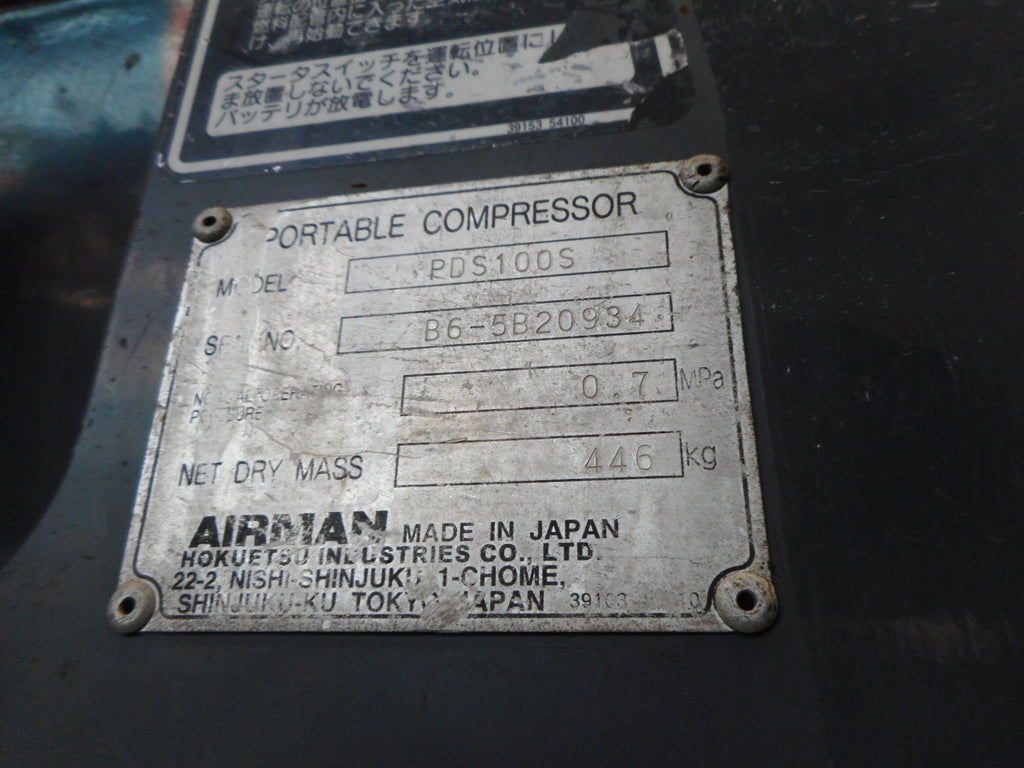 スタータスイッチを運転位置に
ま放置しないでください。
バッテリが放電します。
39153 54100
PORTABLE COMPRESSOR
MODEL PDS100S
NO. B6-5B20934
0.7 MPa
NET DRY MASS 446 kg
AIRMAN MADE IN JAPAN
HOKUETSU INDUSTRIES CO., LTD.
22-2, NISHI-SHINJUKU 1-CHOME,
SHINJUKU-KU TOKYO JAPAN